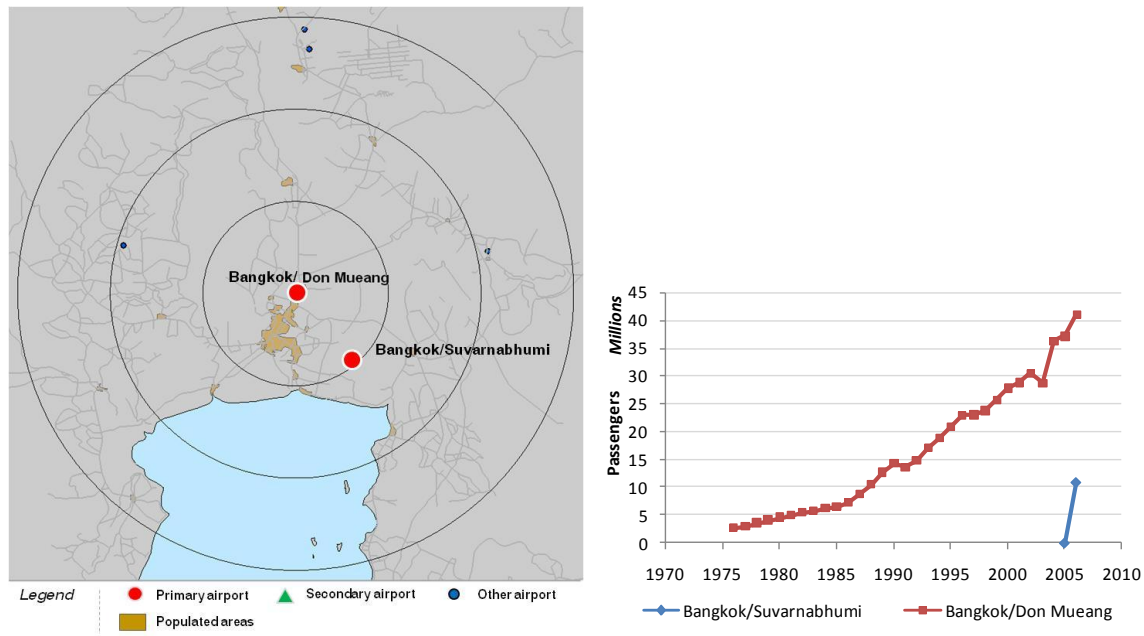 Bangkok/ Don Mueang
Bangkok/Suvarnabhumi
Legend
Primary airport
Secondary airport
Other airport
Populated areas
Passengers Millions
45
40
35
30
25
20
15
10
5
0
1970 1975 1980 1985 1990 1995 2000 2005 2010
Bangkok/Suvarnabhumi Bangkok/Don Mueang